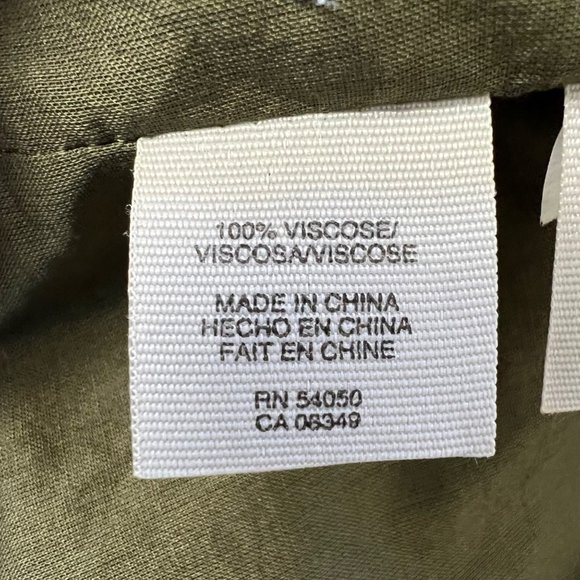 100% VISCOSE/
VISCOSA/VISCOSE
MADE IN CHINA
HECHO EN CHINA
FAIT EN CHINE
RN 54050
CA 06349